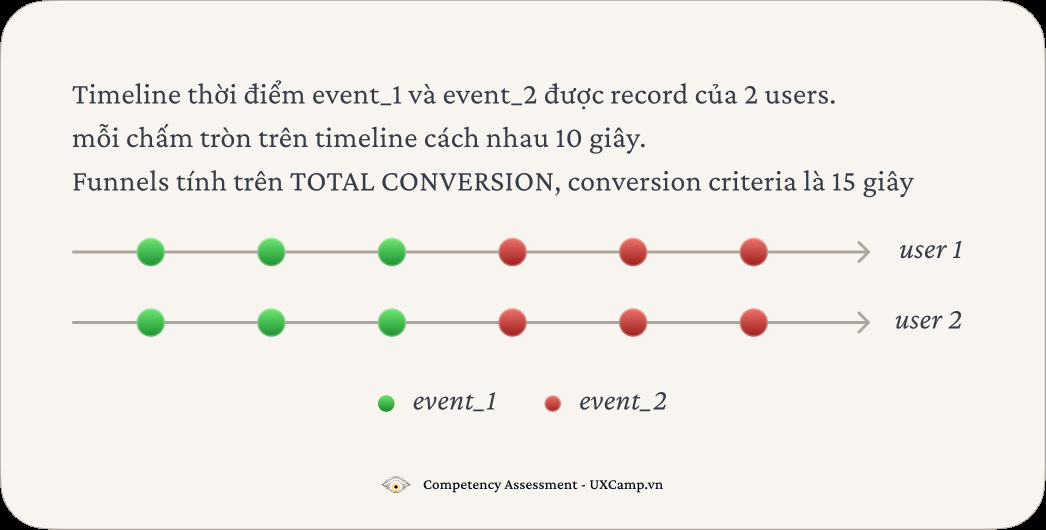 Timeline thời điểm event_1 và event_2 được record của 2 users.
mỗi chấm tròn trên timeline cách nhau 10 giây.
Funnels tính trên TOTAL CONVERSION, conversion criteria là 15 giây
user 1
user 2
event_1 event_2
Competency Assessment - UXCamp.vn